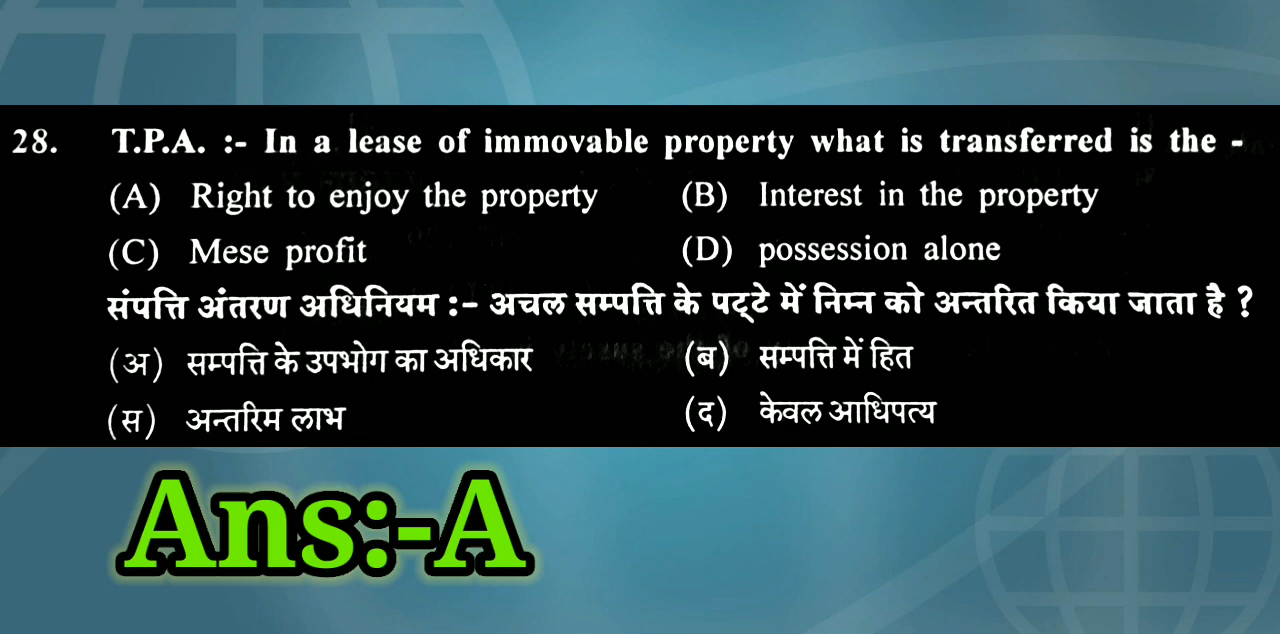 28. T.P.A. :- In a lease of immovable property what is transferred is the -
(A) Right to enjoy the property (B) Interest in the property
(C) Mese profit (D) possession alone
संपत्ति अंतरण अधिनियम :- अचल सम्पत्ति के पट्टे में निम्न को अन्तरित किया जाता है ?
(अ) सम्पत्ति के उपभोग का अधिकार (ब) सम्पत्ति में हित
(स) अन्तरिम लाभ (द) केवल आधिपत्य
Ans:-A